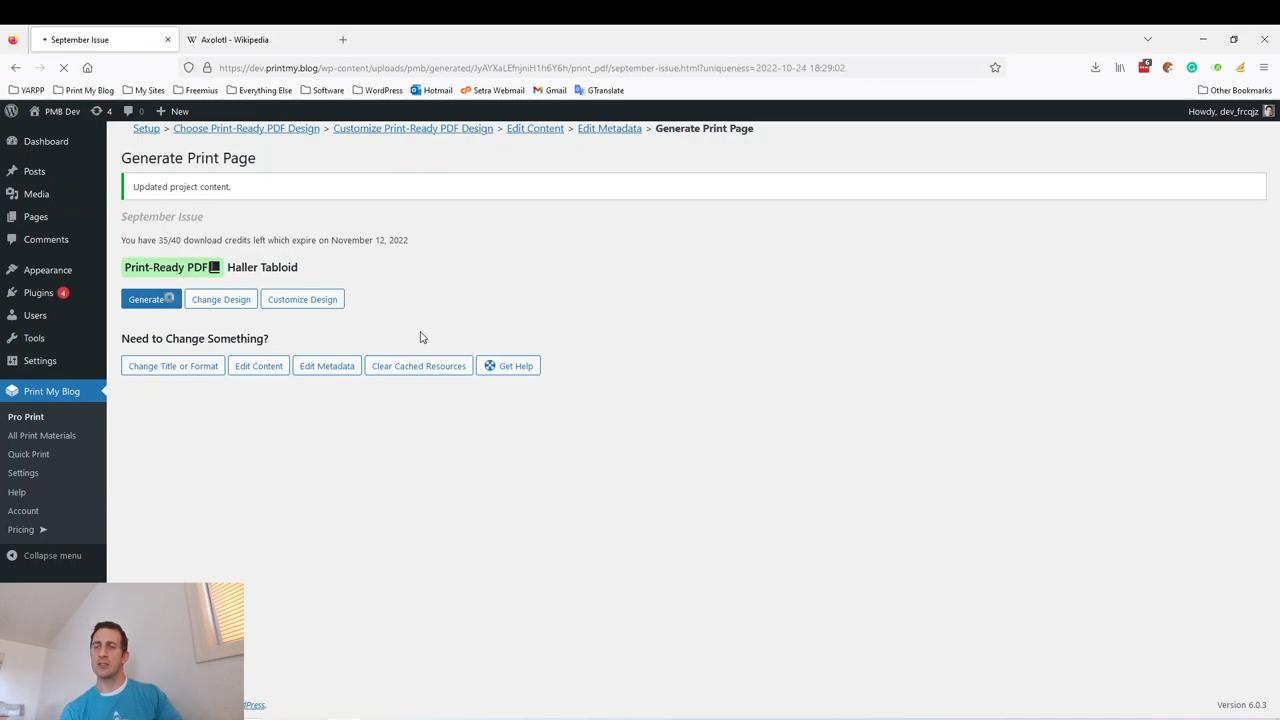 September Issue
Axolotl - Wikipedia
https://dev.printmy.blog/wp-content/uploads/pmb/generated/JyAYXaLEfnjniH1h6Y6h/print_pdf/september-issue.html?uniqueness=2022-10-24 18:29:02
6
YARPP
Print My Blog
My Sites
Freemius
Everything Else
Software
WordPress
Hotmail
Setra Webmail
Gmail
GTranslate
Other Bookmarks
PMB Dev
4
0
New
Howdy, dev_frcqjz
Setup > Choose Print-Ready PDF Design > Customize Print-Ready PDF Design > Edit Content > Edit Metadata > Generate Print Page
Dashboard
Posts
Media
Pages
Comments
Appearance
Plugins 4
Users
Tools
Settings
Print My Blog
Pro Print
All Print Materials
Quick Print
Settings
Help
Account
Pricing ➤
Collapse menu
Generate Print Page
Updated project content.
September Issue
You have 35/40 download credits left which expire on November 12, 2022
Print-Ready PDF Haller Tabloid
Generate
Change Design
Customize Design
Need to Change Something?
Change Title or Format
Edit Content
Edit Metadata
Clear Cached Resources
Get Help
dPress.
Version 6.0.3